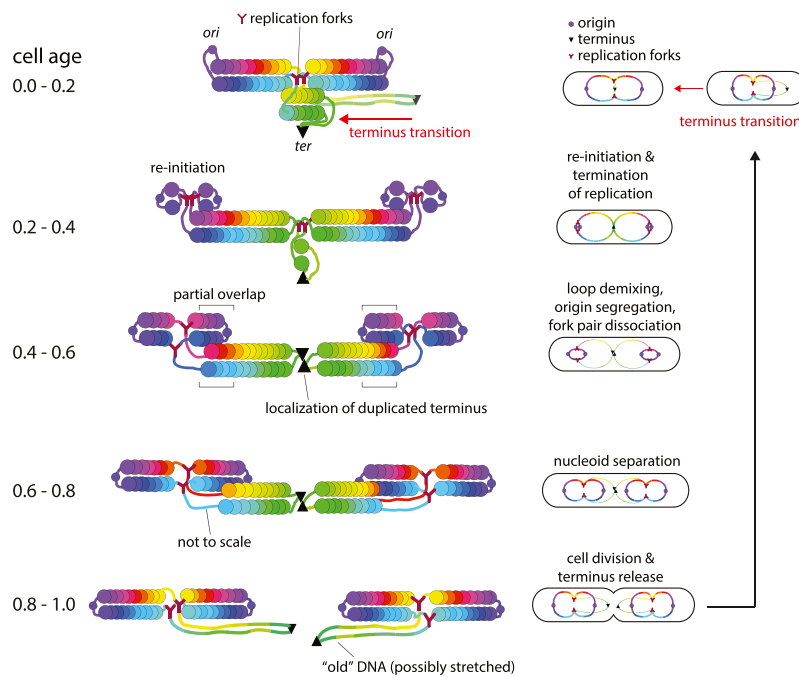 replication forks
ori
ori
cell age
0.0 - 0.2
terminus transition
ter
origin
terminus
replication forks
terminus transition
re-initiation
0.2 - 0.4
re-initiation &
termination
of replication
partial overlap
0.4 - 0.6
localization of duplicated terminus
loop demixing,
origin segregation,
fork pair dissociation
0.6 - 0.8
not to scale
nucleoid separation
0.8 - 1.0
"old" DNA (possibly stretched)
cell division &
terminus release